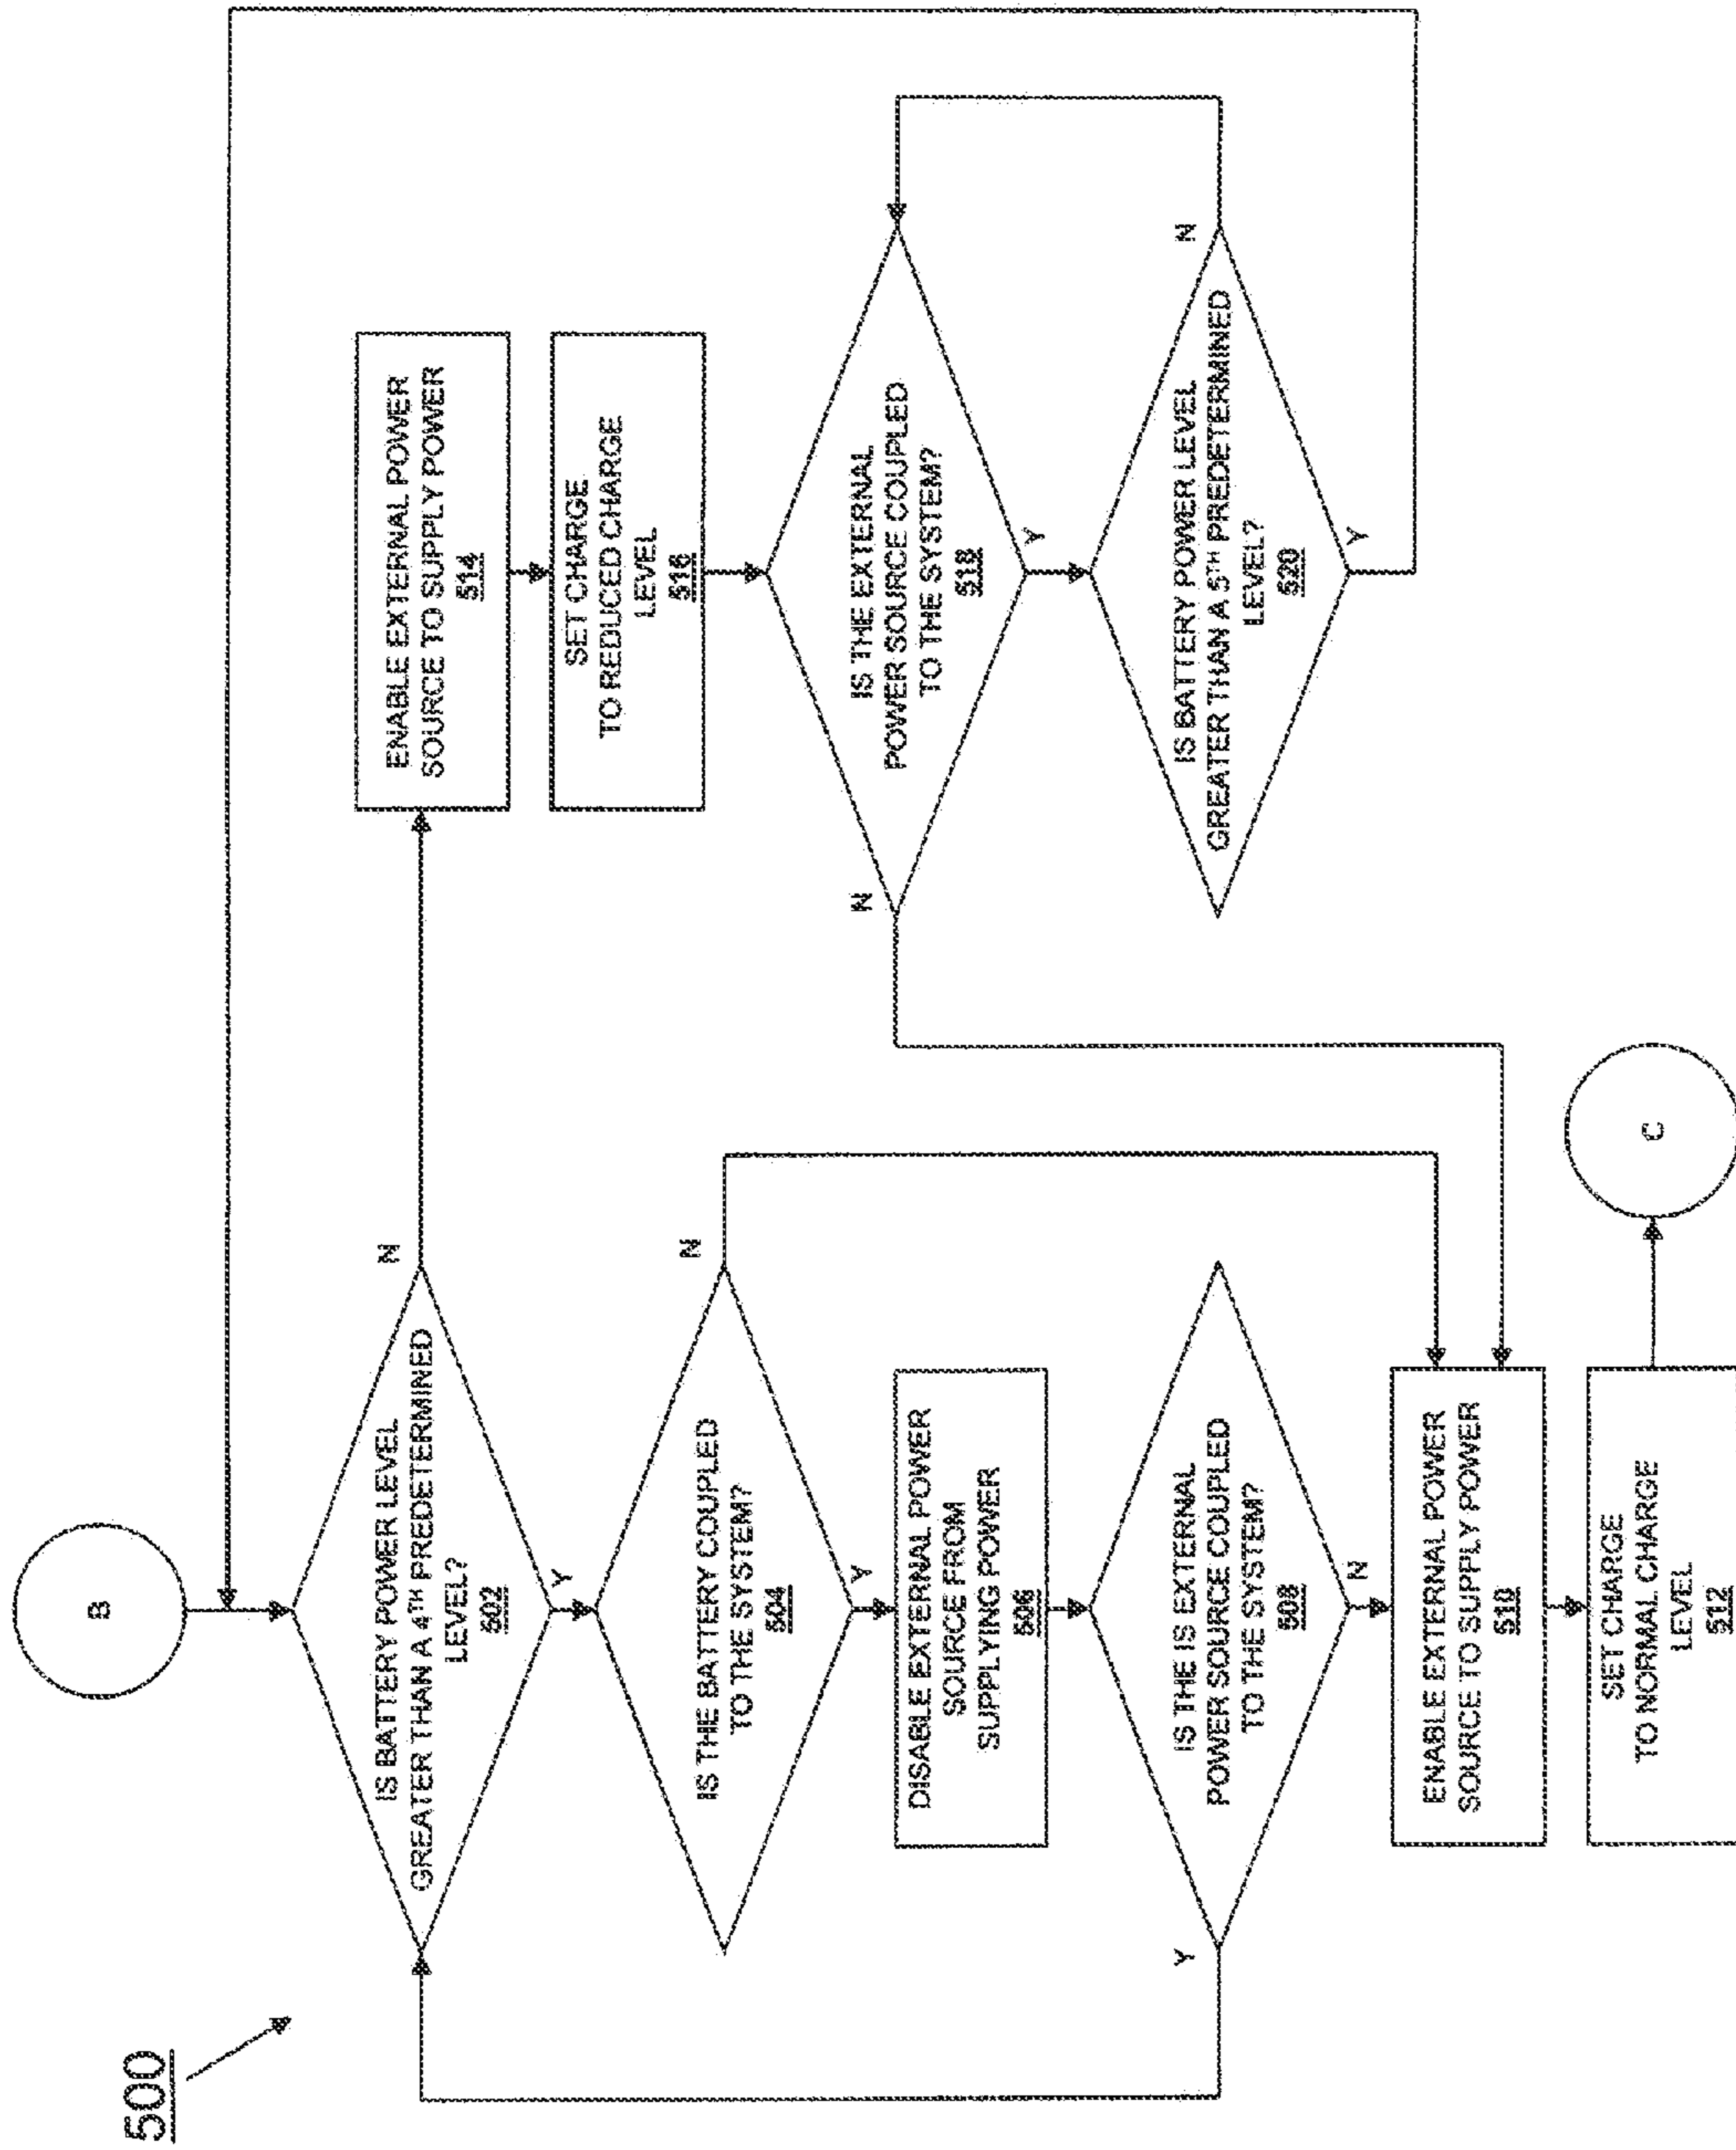 500
B
IS BATTERY POWER LEVEL
GREATER THAN A 4TH PREDETERMINED
LEVEL?
502
N
Y
IS THE BATTERY COUPLED
TO THE SYSTEM?
504
N
Y
DISABLE EXTERNAL POWER
SOURCE FROM
SUPPLYING POWER
506
IS THE IS EXTERNAL
POWER SOURCE COUPLED
TO THE SYSTEM?
508
Y
N
ENABLE EXTERNAL POWER
SOURCE TO SUPPLY POWER
510
SET CHARGE
TO NORMAL CHARGE
LEVEL
512
C
ENABLE EXTERNAL POWER
SOURCE TO SUPPLY POWER
514
SET CHARGE
TO REDUCED CHARGE
LEVEL
516
IS THE EXTERNAL
POWER SOURCE COUPLED
TO THE SYSTEM?
518
N
Y
IS BATTERY POWER LEVEL
GREATER THAN A 5TH PREDETERMINED
LEVEL?
520
N
Y